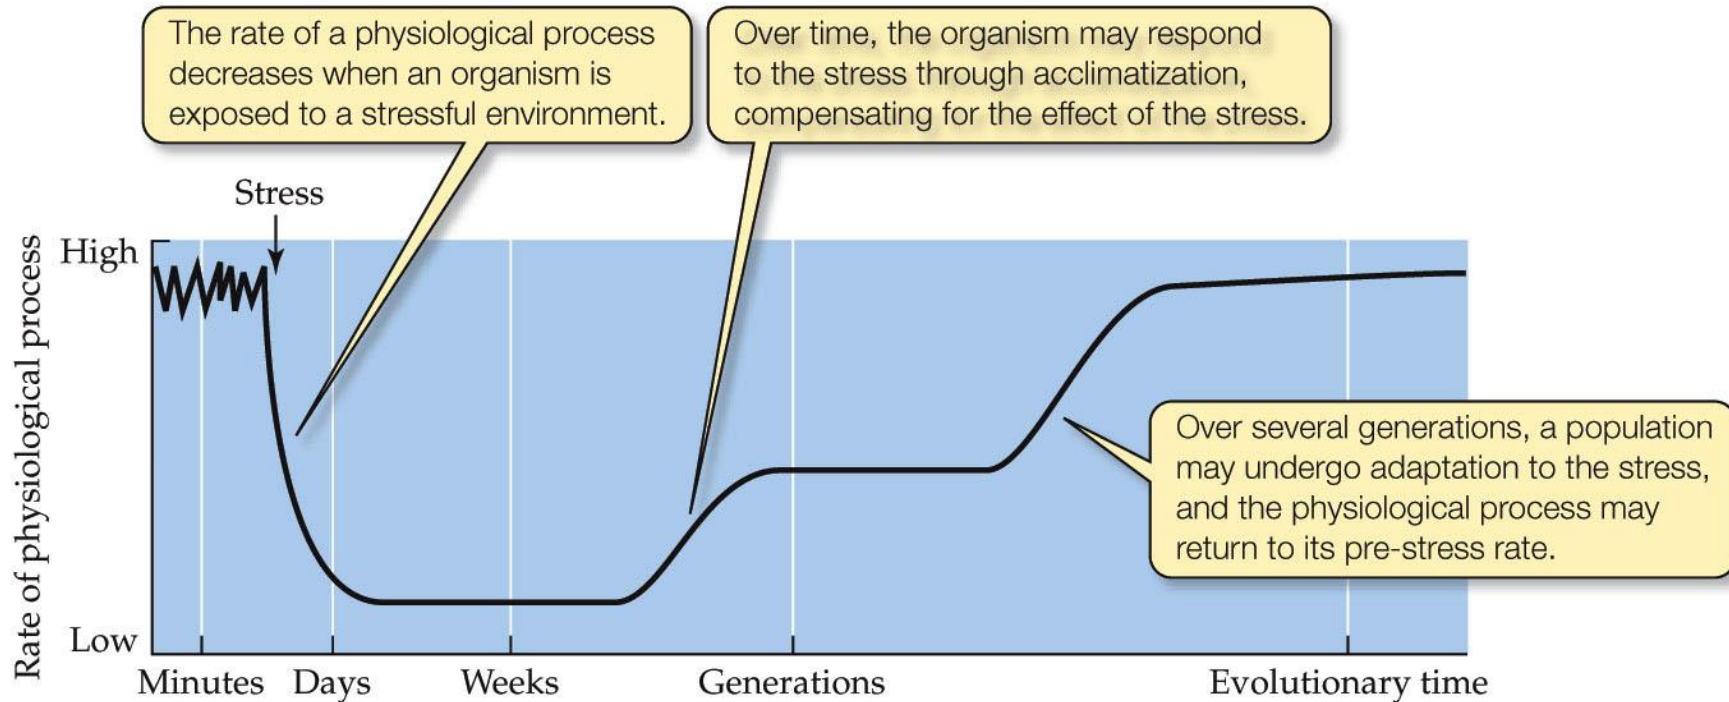 The rate of a physiological process
decreases when an organism is
exposed to a stressful environment.
Over time, the organism may respond
to the stress through acclimatization,
compensating for the effect of the stress.
Stress
High
Rate of physiological process
Over several generations, a population
may undergo adaptation to the stress,
and the physiological process may
return to its pre-stress rate.
Low
Minutes Days Weeks Generations Evolutionary time